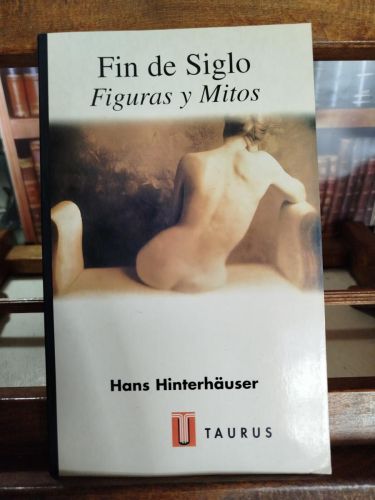 Fin de Siglo
Figuras y Mitos
Hans Hinterhäuser
TAURUS